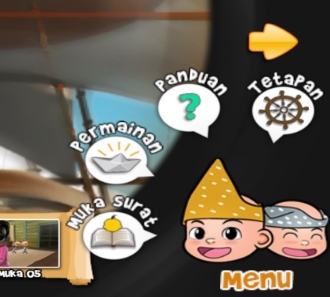 Panduan
Tetapan
?
Permainan
Muka Surat
Muka 05
Menu